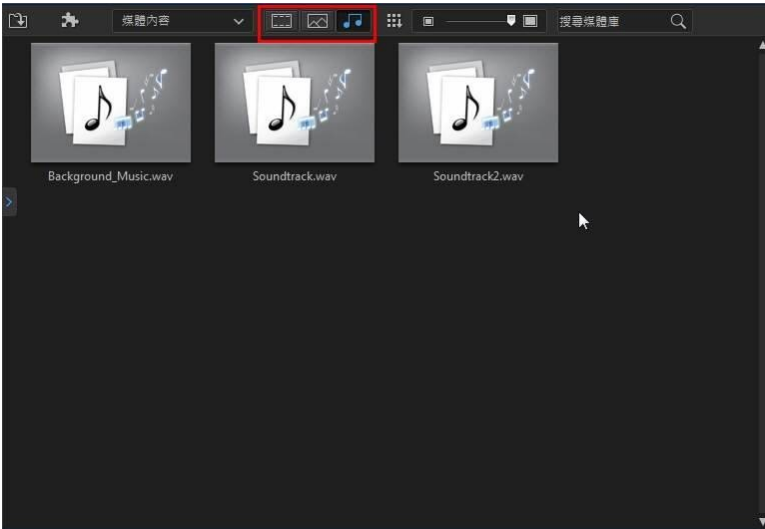 媒體內容
搜尋媒體庫
Background_Music.wav
Soundtrack.wav
Soundtrack2.wav